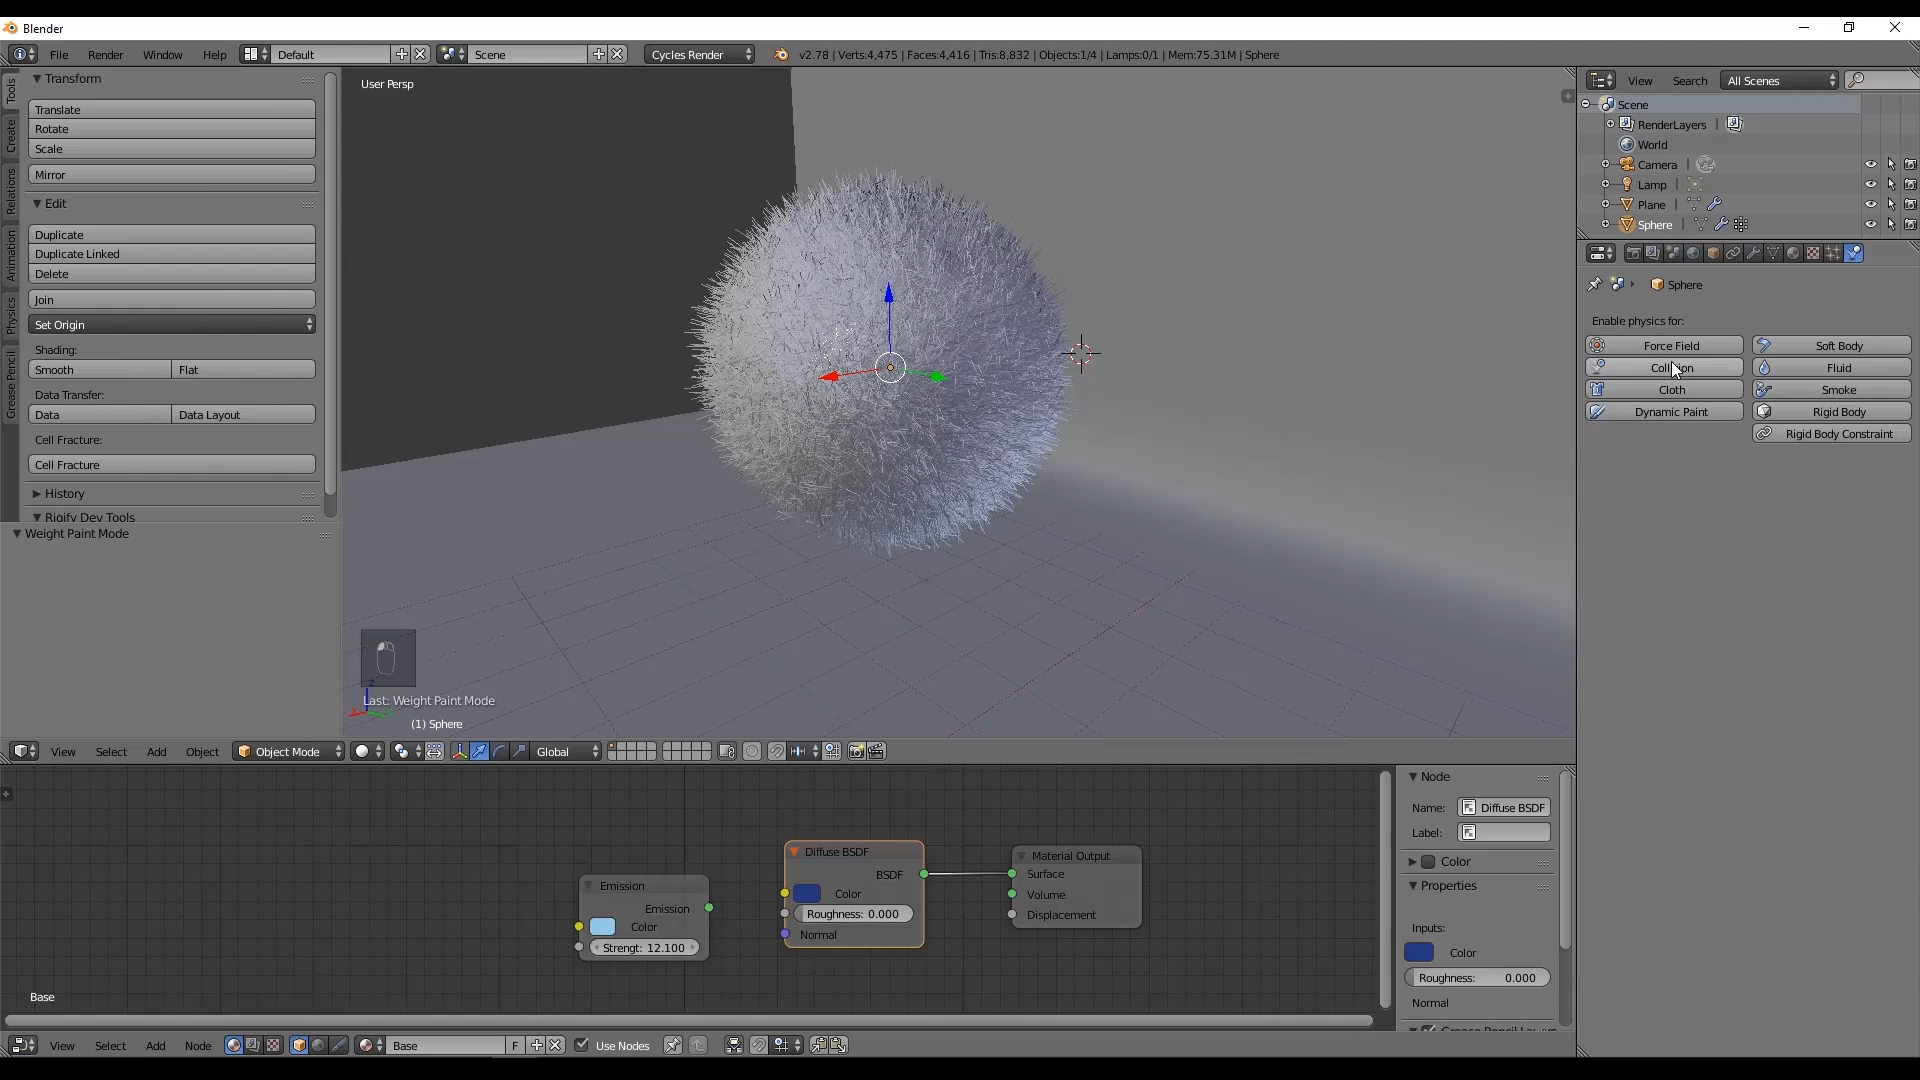 Blender
File Render Window Help Default Scene Cycles Render v2.78 | Verts:4,475 | Faces:4,416 | Tris:8,832 | Objects:1/4 | Lamps:0/1 | Mem:75.31M | Sphere
Tools
Create
Relations
Animation
Physics
Grease Pencil
Transform
Translate
Rotate
Scale
Mirror
Edit
Duplicate
Duplicate Linked
Delete
Join
Set Origin
Shading:
Smooth Flat
Data Transfer:
Data Data Layout
Cell Fracture:
Cell Fracture
History
Rigify Dev Tools
Weight Paint Mode
User Persp
Last: Weight Paint Mode
(1) Sphere
View Select Add Object Object Mode Global
View Search All Scenes
Scene
RenderLayers
World
Camera
Lamp
Plane
Sphere
Sphere
Enable physics for:
Force Field Soft Body
Collision Fluid
Cloth Smoke
Dynamic Paint Rigid Body
Rigid Body Constraint
Emission
Emission
Color
Strengt: 12.100
Diffuse BSDF
BSDF
Color
Roughness: 0.000
Normal
Material Output
Surface
Volume
Displacement
Base
Node
Name: Diffuse BSDF
Label:
Color
Properties
Inputs:
Color
Roughness: 0.000
Normal
View Select Add Node Base F Use Nodes